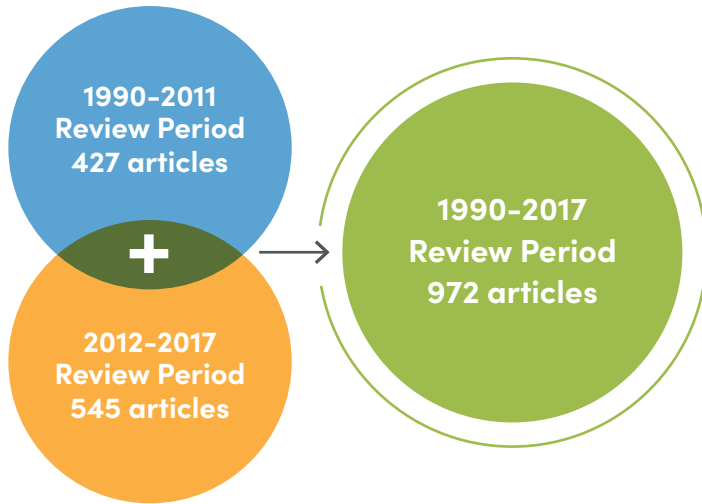 1990-2011
Review Period
427 articles
+
2012-2017
Review Period
545 articles
1990-2017
Review Period
972 articles